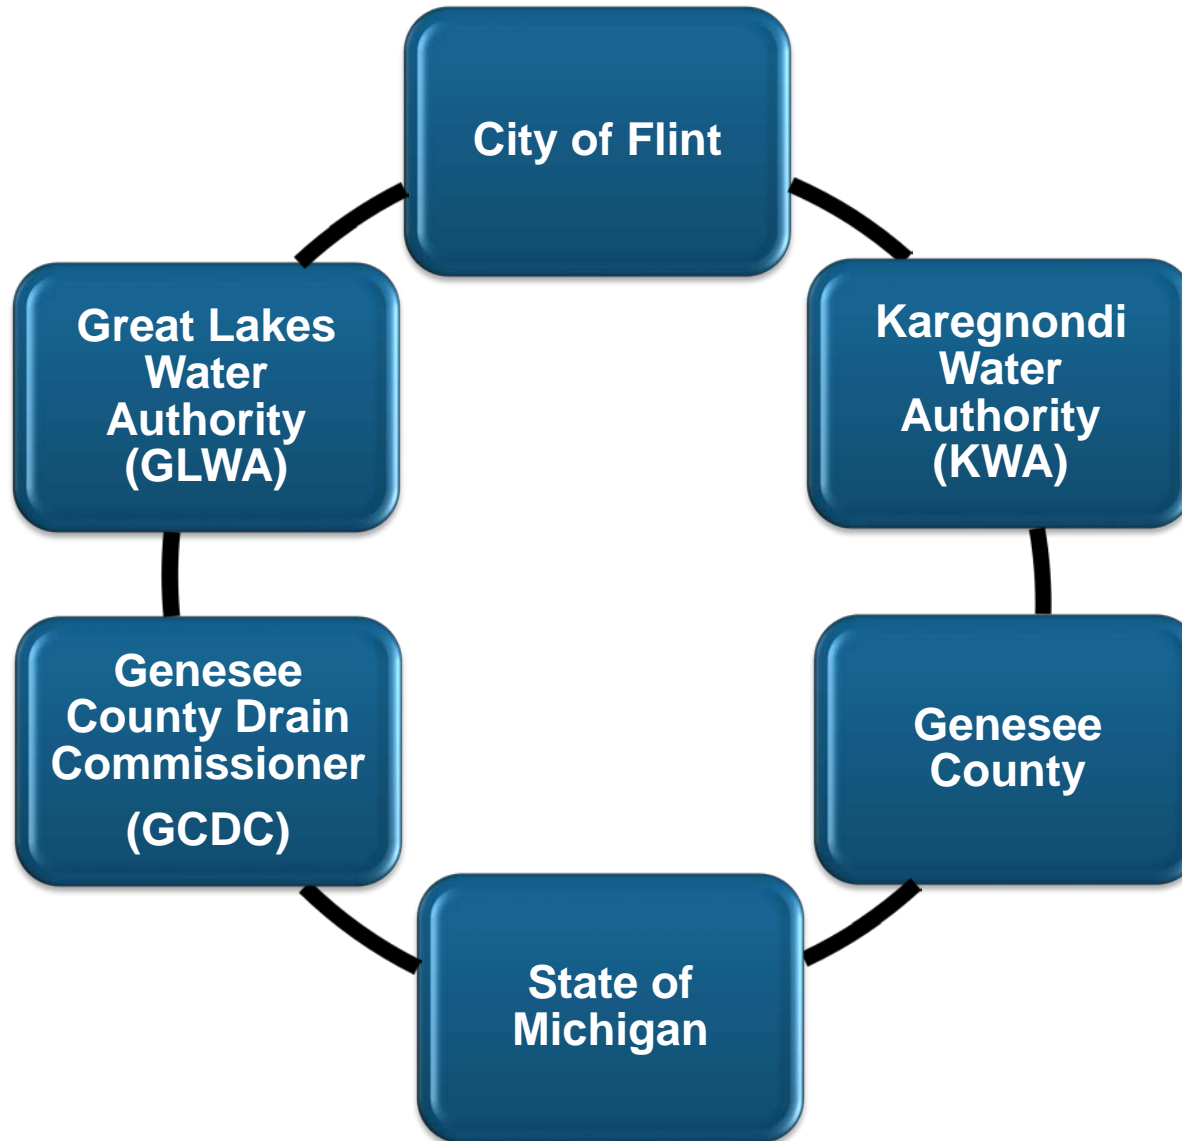 City of Flint
Great Lakes
Water
Authority
(GLWA)
Karegnondi
Water
Authority
(KWA)
Genesee
County Drain
Commissioner
(GCDC)
Genesee
County
State of
Michigan